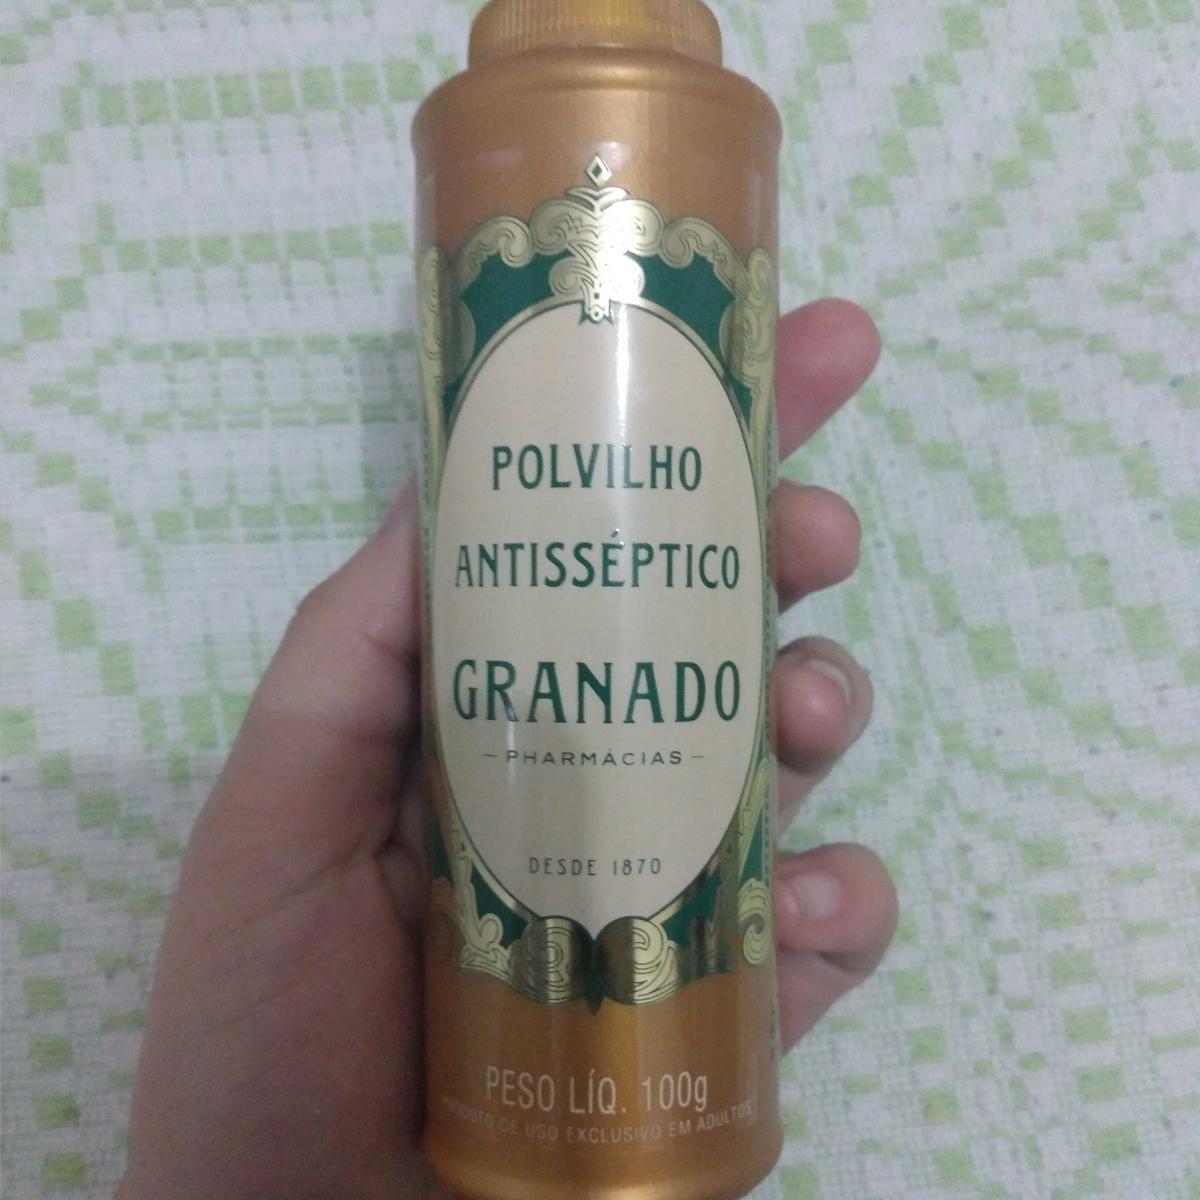 POLVILHO
ANTISSÉPTICO
GRANADO
– PHARMÁCIAS –
DESDE 1870
PESO LÍQ. 100g
PRODUTO DE USO EXCLUSIVO EM ADULTOS